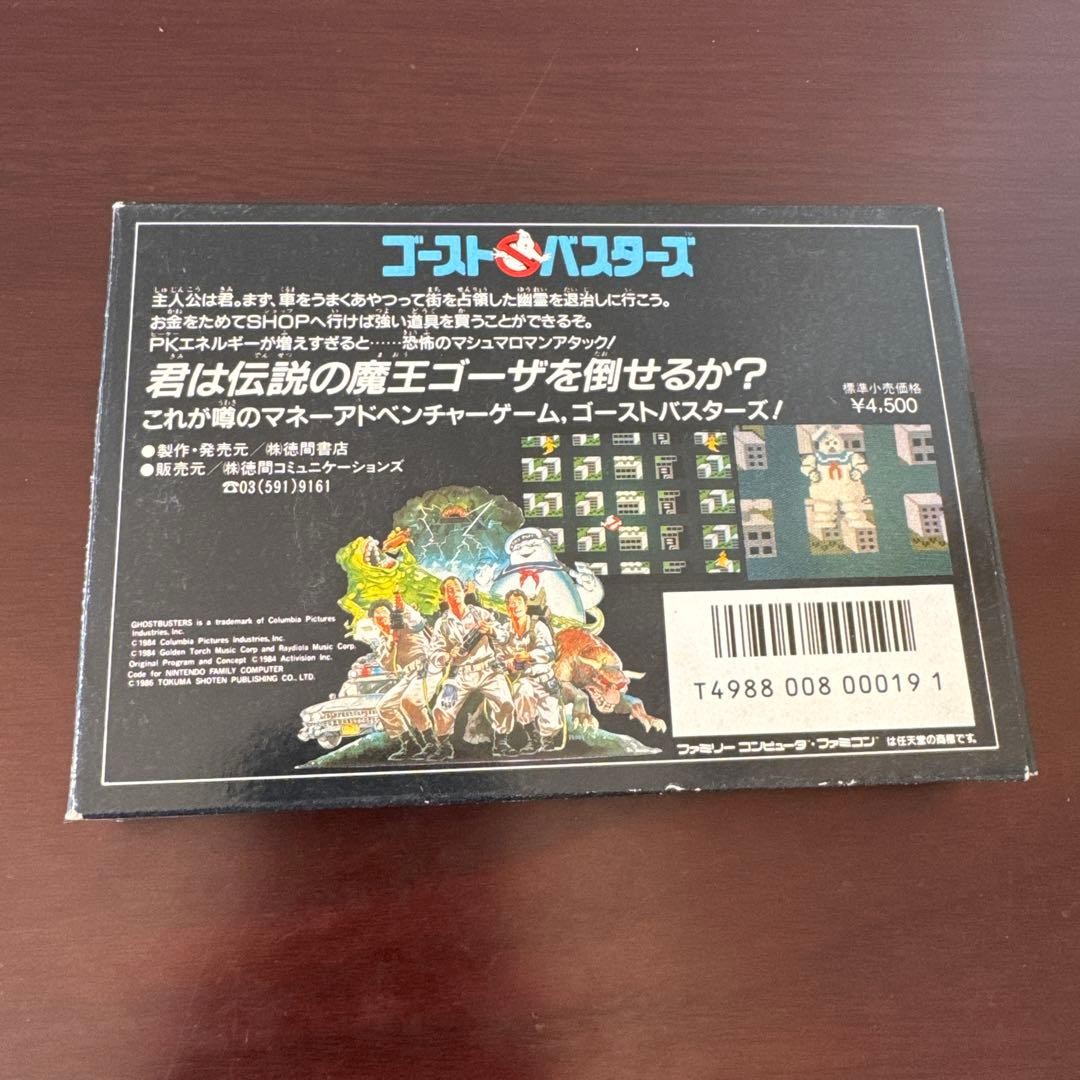 ゴーストバスターズ
主人公は君。まず、車をうまくあやつって街を占領した幽霊を退治しに行こう。
お金をためてSHOPへ行けば強い道具を買うことができるぞ。
PKエネルギーが増えすぎると……恐怖のマシュマロマンアタック!
君は伝説の魔王ゴーザを倒せるか?
これが噂のマネーアドベンチャーゲーム,ゴーストバスターズ!
標準小売価格
¥4,500
●製作・発売元/㈱徳間書店
●販売元/㈱徳間コミュニケーションズ
☎03(591)9161
GHOSTBUSTERS is a trademark of Columbia Pictures
Industries, Inc.
© 1984 Columbia Pictures Industries, Inc.
© 1984 Golden Torch Music Corp and Raydiola Music Corp.
Original Program and Concept © 1984 Activision Inc.
Code for NINTENDO FAMILY COMPUTER
© 1986 TOKUMA SHOTEN PUBLISHING CO., LTD.
T4988 008 00019 1
ファミリーコンピュータ・ファミコンは任天堂の商標です。